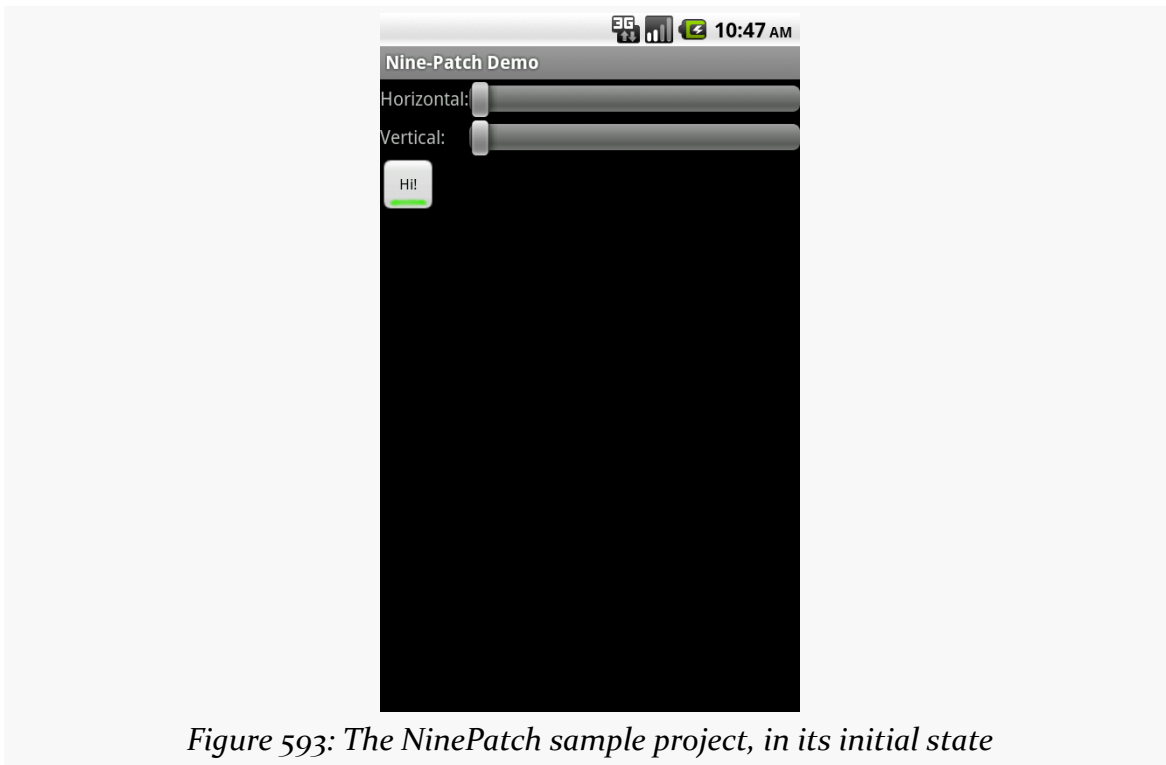 3G 10:47 AM
Nine-Patch Demo
Horizontal:
Vertical:
Hi!
Figure 593: The NinePatch sample project, in its initial state